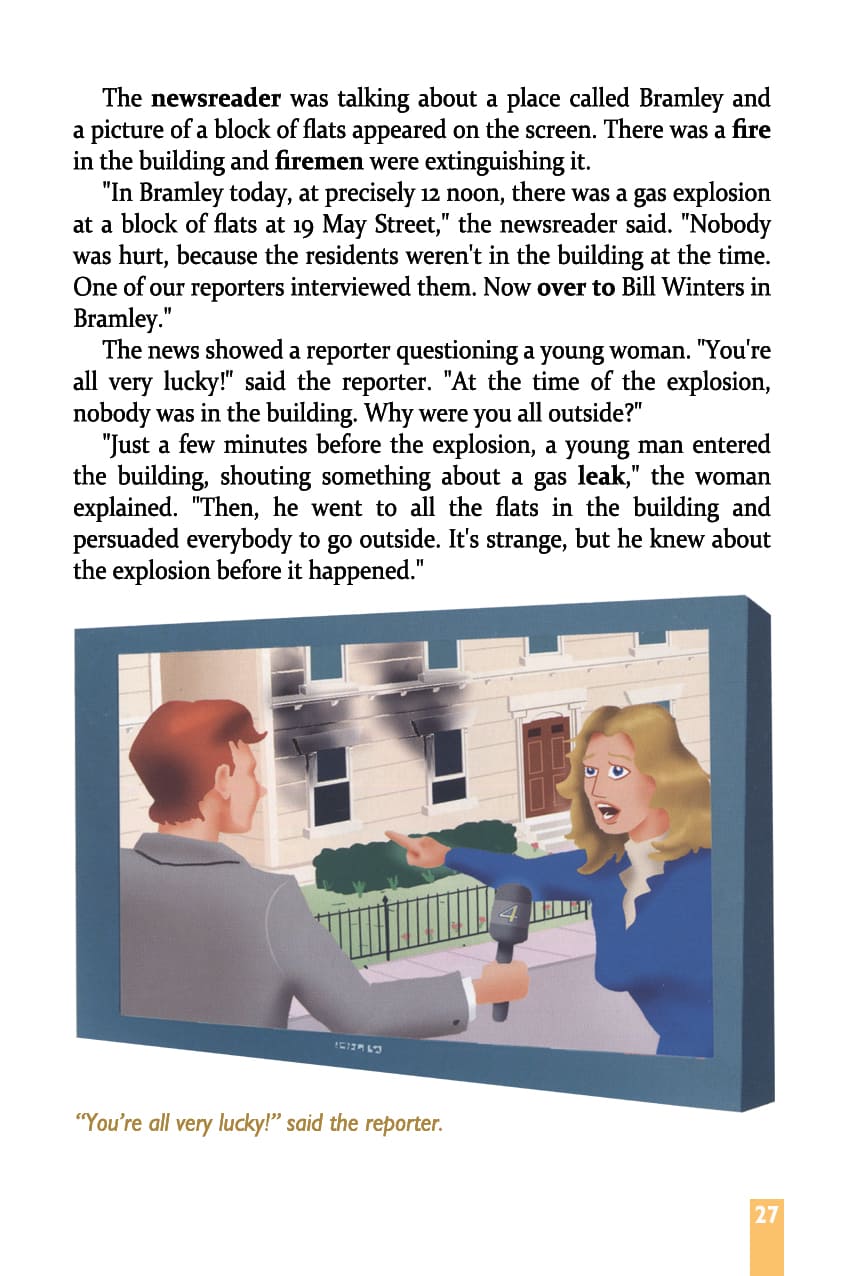 The newsreader was talking about a place called Bramley and
a picture of a block of flats appeared on the screen. There was a fire
in the building and firemen were extinguishing it.
"In Bramley today, at precisely 12 noon, there was a gas explosion
at a block of flats at 19 May Street," the newsreader said. "Nobody
was hurt, because the residents weren't in the building at the time.
One of our reporters interviewed them. Now over to Bill Winters in
Bramley."
The news showed a reporter questioning a young woman. "You're
all very lucky!" said the reporter. "At the time of the explosion,
nobody was in the building. Why were you all outside?"
"Just a few minutes before the explosion, a young man entered
the building, shouting something about a gas leak," the woman
explained. "Then, he went to all the flats in the building and
persuaded everybody to go outside. It's strange, but he knew about
the explosion before it happened."
4
“You’re all very lucky!” said the reporter.
27